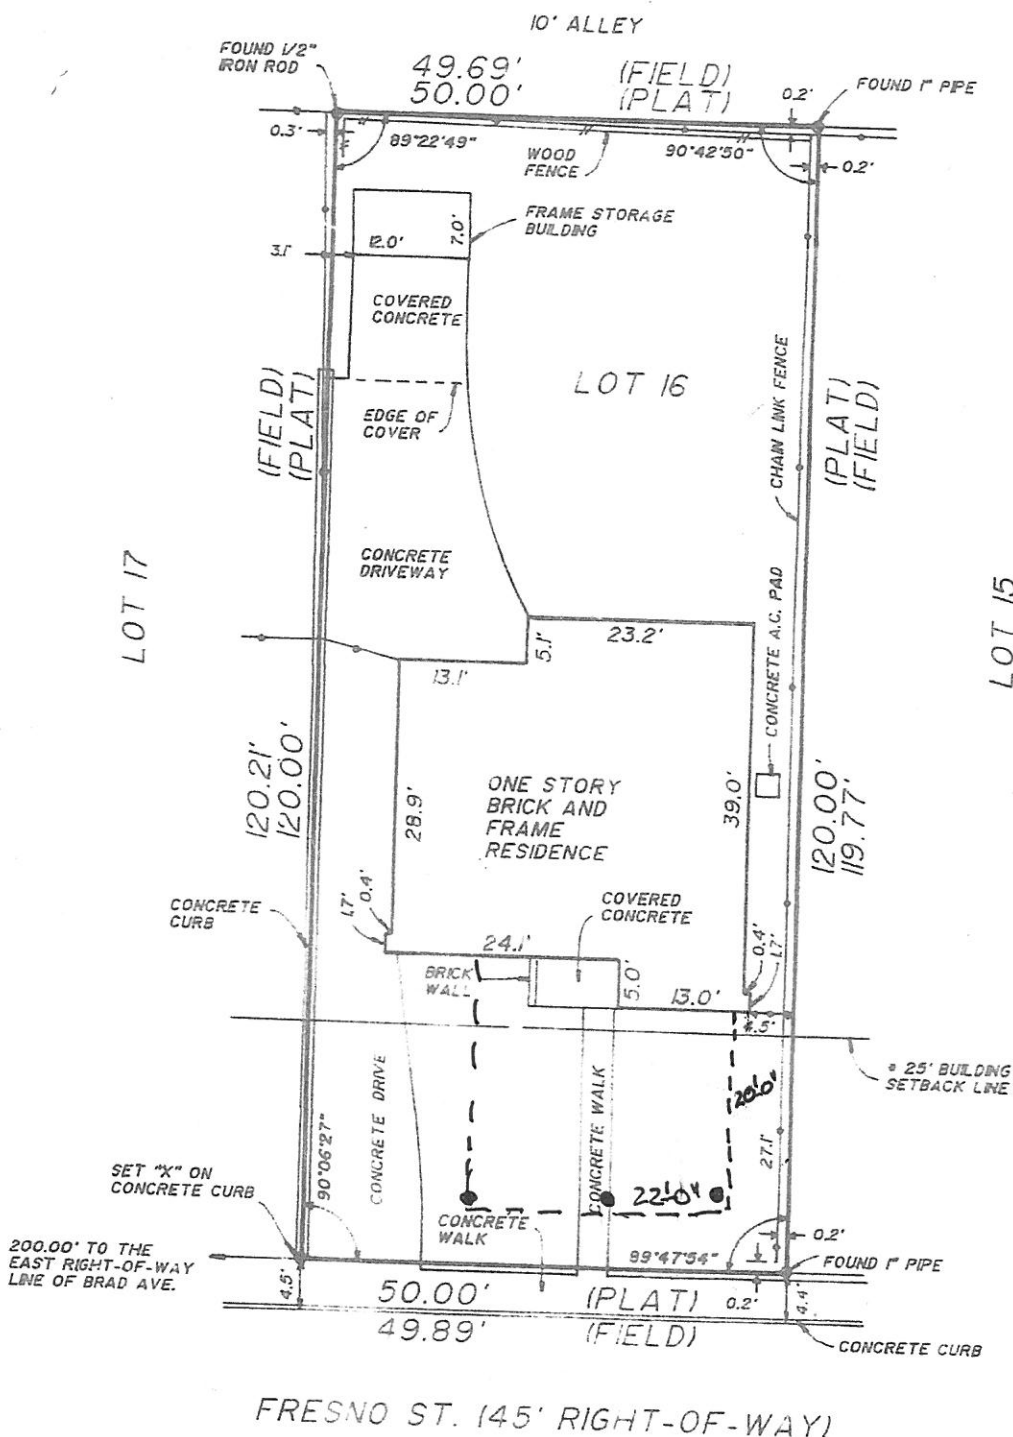 10' ALLEY
FOUND 1/2"
IRON ROD
49.69' (FIELD)
50.00' (PLAT)
0.2'
FOUND 1" PIPE
0.3'
89°22'49"
WOOD
FENCE
90°42'50"
0.2'
FRAME STORAGE
BUILDING
7.0'
12.0'
3.1'
COVERED
CONCRETE
LOT 16
EDGE OF
COVER
(FIELD)
(PLAT)
CHAIN LINK FENCE
(PLAT)
(FIELD)
CONCRETE
DRIVEWAY
LOT 17
LOT 15
CONCRETE A.C. PAD
23.2'
5.1'
13.1'
120.21'
120.00'
28.9'
ONE STORY
BRICK AND
FRAME
RESIDENCE
39.0'
120.00'
119.77'
CONCRETE
CURB
1.7'
0.4'
COVERED
CONCRETE
24.1'
BRICK
WALL
5.0'
13.0'
0.4'
1.7'
4.5'
* 25' BUILDING
SETBACK LINE
CONCRETE DRIVE
CONCRETE WALK
20'-0"
27.1'
90°06'27"
SET "X" ON
CONCRETE CURB
22'-0"
CONCRETE
WALK
89°47'54"
0.2'
FOUND 1" PIPE
200.00' TO THE
EAST RIGHT-OF-WAY
LINE OF BRAD AVE.
4.5'
50.00' (PLAT)
49.89' (FIELD)
0.2'
4.4'
CONCRETE CURB
FRESNO ST. (45' RIGHT-OF-WAY)